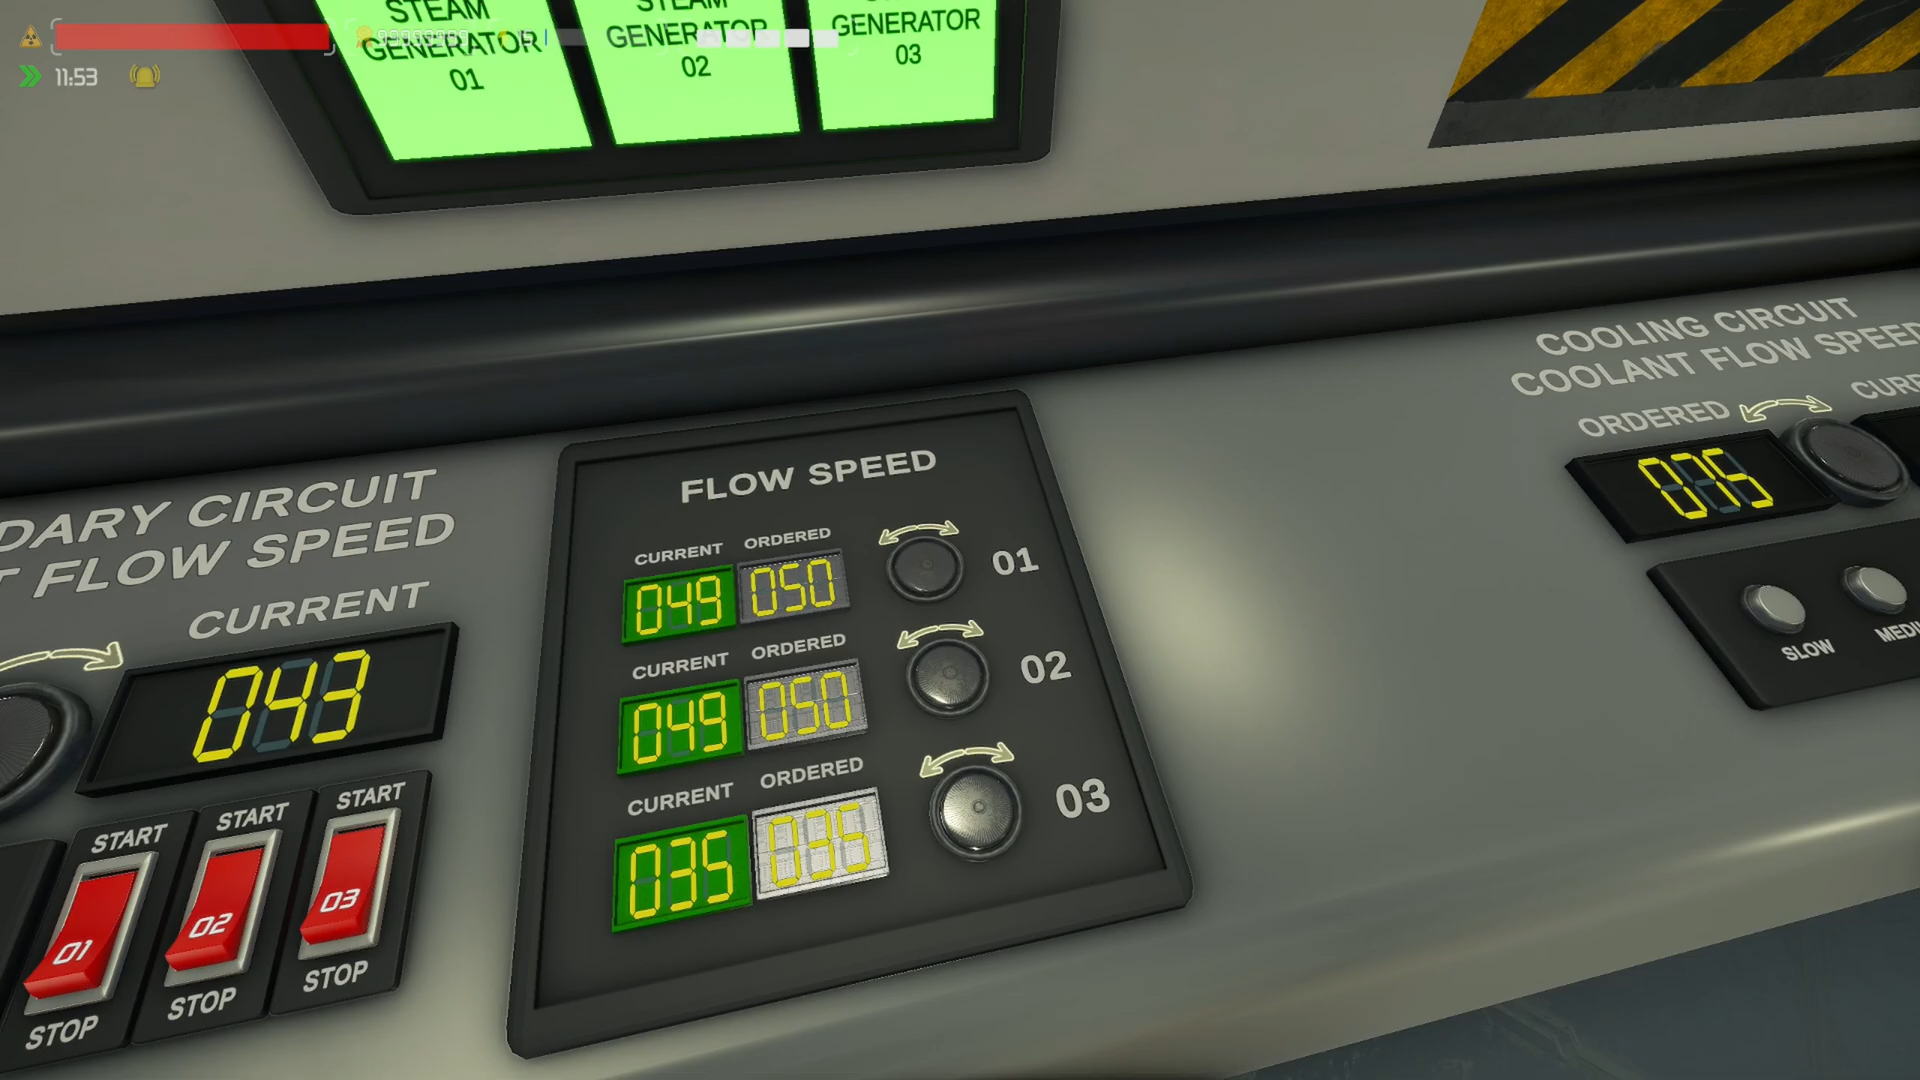 STEAM
GENERATOR
01
STEAM
GENERATOR
02
GENERATOR
03
11:53
COOLING CIRCUIT
COOLANT FLOW SPEED
ORDERED
075
SLOW
DARY CIRCUIT
FLOW SPEED
CURRENT
043
START
01
STOP
START
02
STOP
START
03
STOP
FLOW SPEED
CURRENT ORDERED
049 050 01
CURRENT ORDERED
049 050 02
CURRENT ORDERED
035 035 03